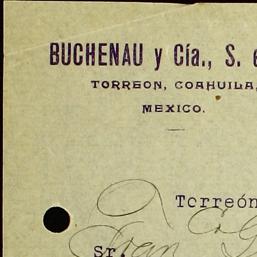 BUCHENAU y Cía., S.
TORREON, COAHUILA,
MEXICO.
Torreón
Sr.